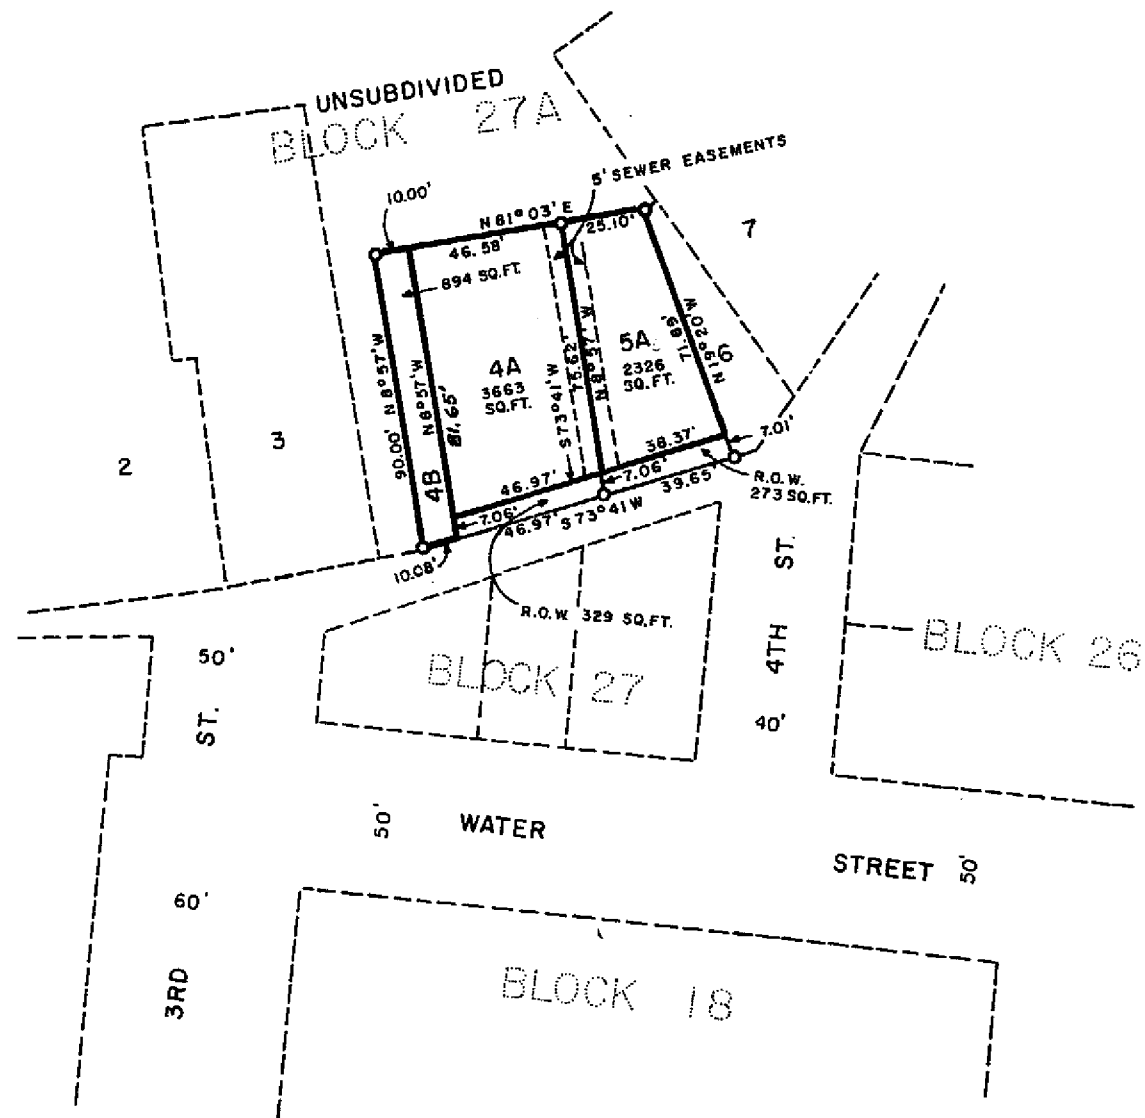 UNSUBDIVIDED
BLOCK 27A
5' SEWER EASEMENTS
10.00'
N 81° 03' E
46.58'
25.10'
7
894 SQ.FT.
N 8° 57' W
90.00'
N 8° 57' W
81.65'
4A
3663
SQ.FT.
S 73° 41' W
75.62'
N 8° 57' W
5A
2326
SQ.FT.
N 19° 20' W
71.89'
6
3
2
4B
38.37'
7.01'
46.97'
7.06'
39.65'
R.O.W.
273 SQ.FT.
7.06'
46.97' S 73° 41 W
10.08'
R.O.W. 329 SQ.FT.
4TH ST.
40'
BLOCK 26
BLOCK 27
50'
ST.
50'
WATER
STREET 50'
60'
3RD
BLOCK 18